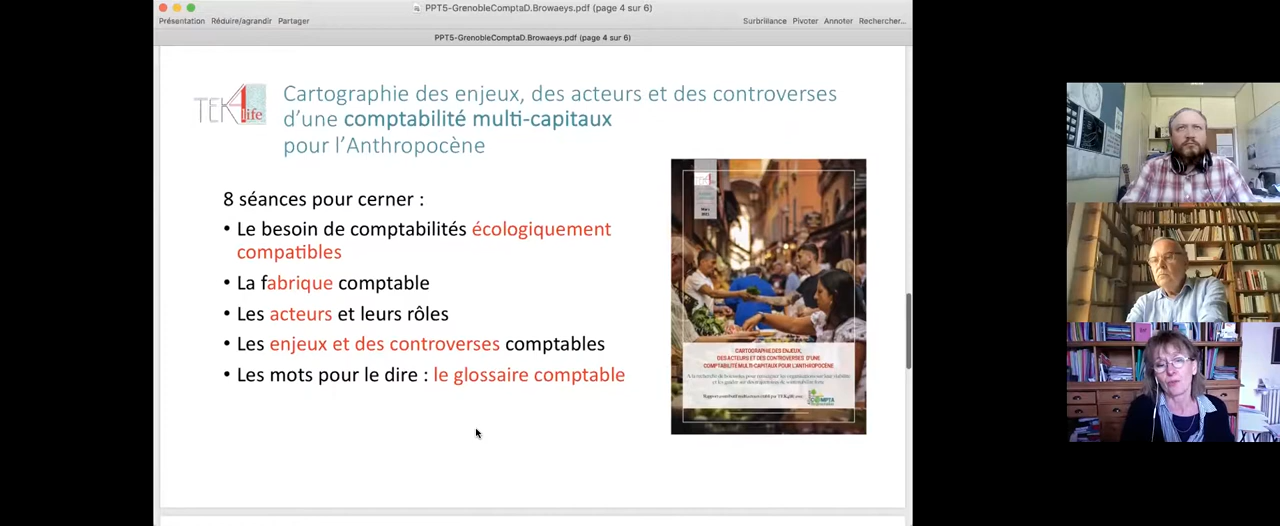 PPT5-GrenobleComptaD.Browaeys.pdf (page 4 sur 6)
Présentation Réduire/agrandir Partager
Surbrillance Pivoter Annoter Rechercher...
PPT5-GrenobleComptaD.Browaeys.pdf (page 4 sur 6)
TEK4life
Cartographie des enjeux, des acteurs et des controverses
d'une comptabilité multi-capitaux
pour l'Anthropocène
8 séances pour cerner :
• Le besoin de comptabilités écologiquement
compatibles
• La fabrique comptable
• Les acteurs et leurs rôles
• Les enjeux et des controverses comptables
• Les mots pour le dire : le glossaire comptable
CARTOGRAPHIE DES ENJEUX,
DES ACTEURS ET DES CONTROVERSES D'UNE
COMPTABILITÉ MULTI-CAPITAUX POUR L'ANTHROPOCÈNE
COMPTA